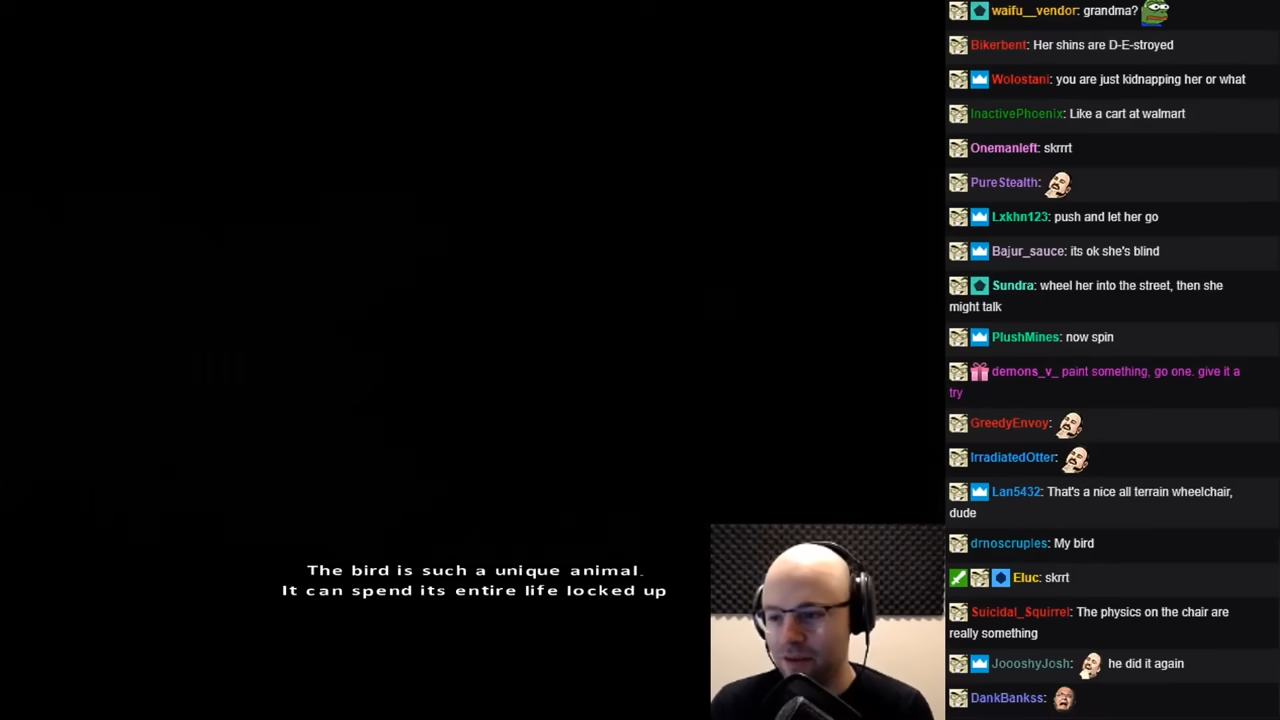 The bird is such a unique animal.
It can spend its entire life locked up
waifu__vendor: grandma?
Bikerbent: Her shins are D-E-stroyed
Wolostani: you are just kidnapping her or what
InactivePhoenix: Like a cart at walmart
Onemanleft: skrrrt
PureStealth:
Lxkhn123: push and let her go
Bajur_sauce: its ok she's blind
Sundra: wheel her into the street, then she
might talk
PlushMines: now spin
demons_v_ paint something, go one. give it a
try
GreedyEnvoy:
IrradiatedOtter:
Lan5432: That's a nice all terrain wheelchair,
dude
drnoscruples: My bird
Eluc: skrrt
Suicidal_Squirrel: The physics on the chair are
really something
JoooshyJosh: he did it again
DankBankss: